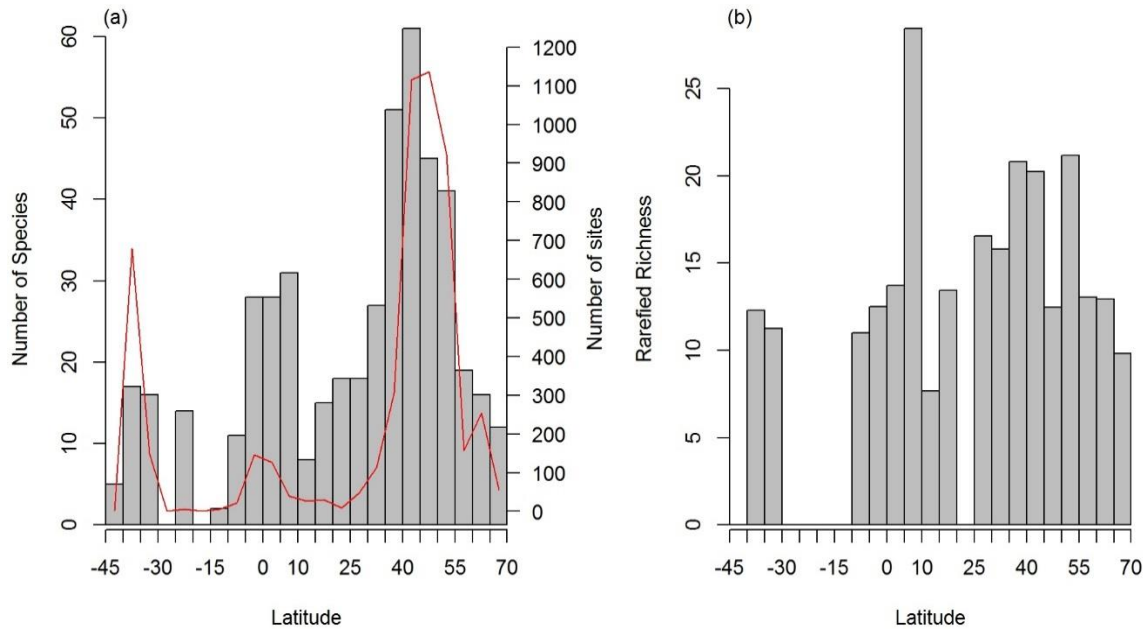 (a)
Number of Species
0 10 20 30 40 50 60
-45 -30 -15 0 10 25 40 55 70
Latitude
0 100 200 300 400 500 600 700 800 900 1000 1100 1200
Number of sites
(b)
Rarefied Richness
0 5 10 15 20 25
-45 -30 -15 0 10 25 40 55 70
Latitude